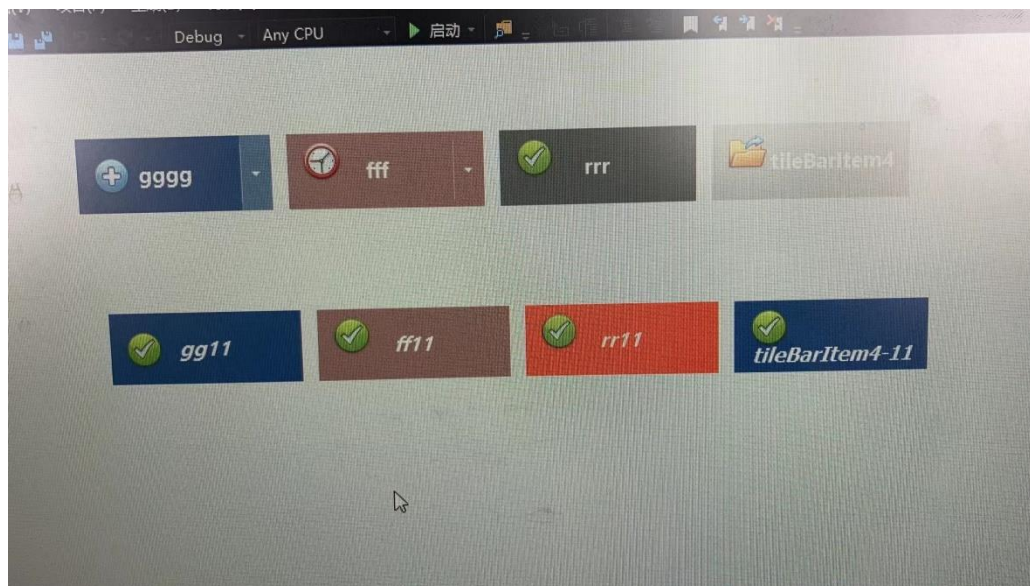 Debug Any CPU 启动
gggg fff rrr tileBarItem4
gg11 ff11 rr11 tileBarItem4-11